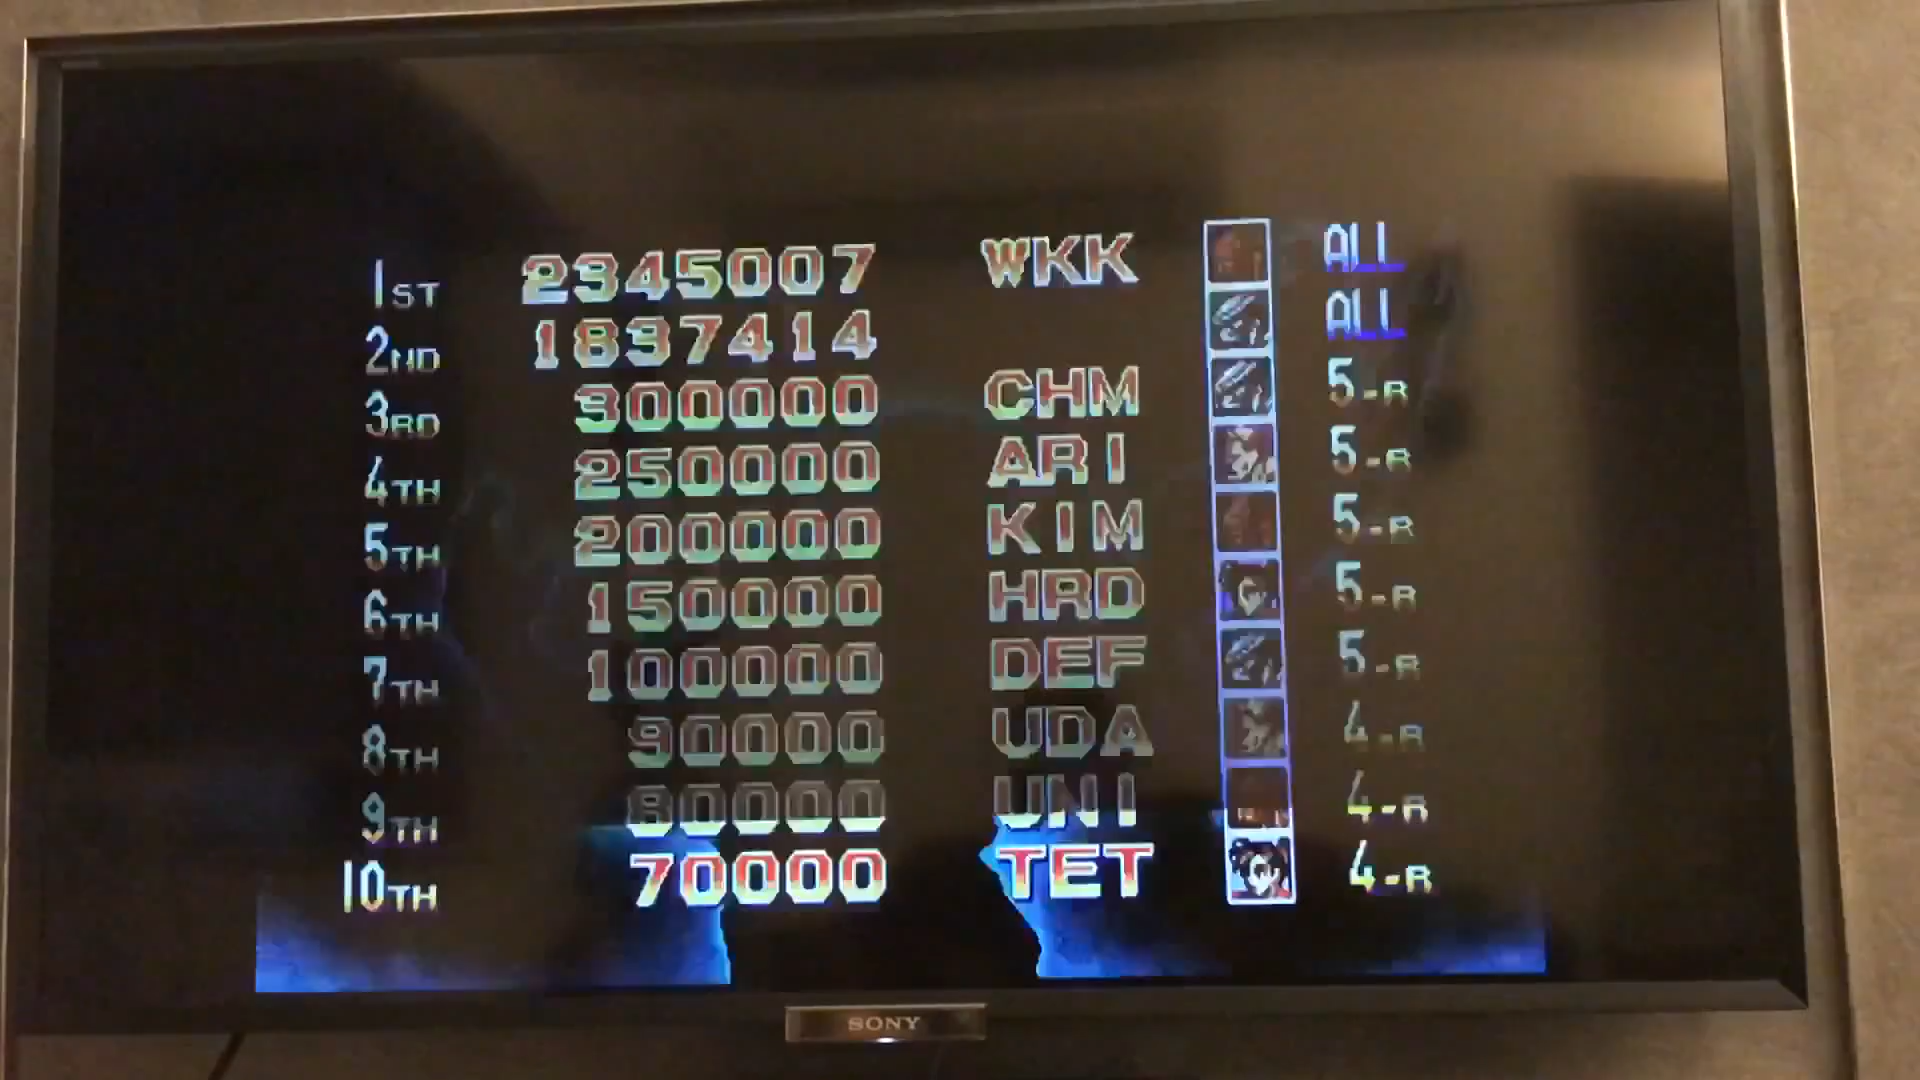 1ST 2345007 WKK ALL
2ND 1837414 ALL
3RD 300000 CHM 5-R
4TH 250000 ARI 5-R
5TH 200000 KIM 5-R
6TH 150000 HRD 5-R
7TH 100000 DEF 5-R
8TH 90000 UDA 4-R
9TH 80000 UNI 4-R
10TH 70000 TET 4-R
SONY